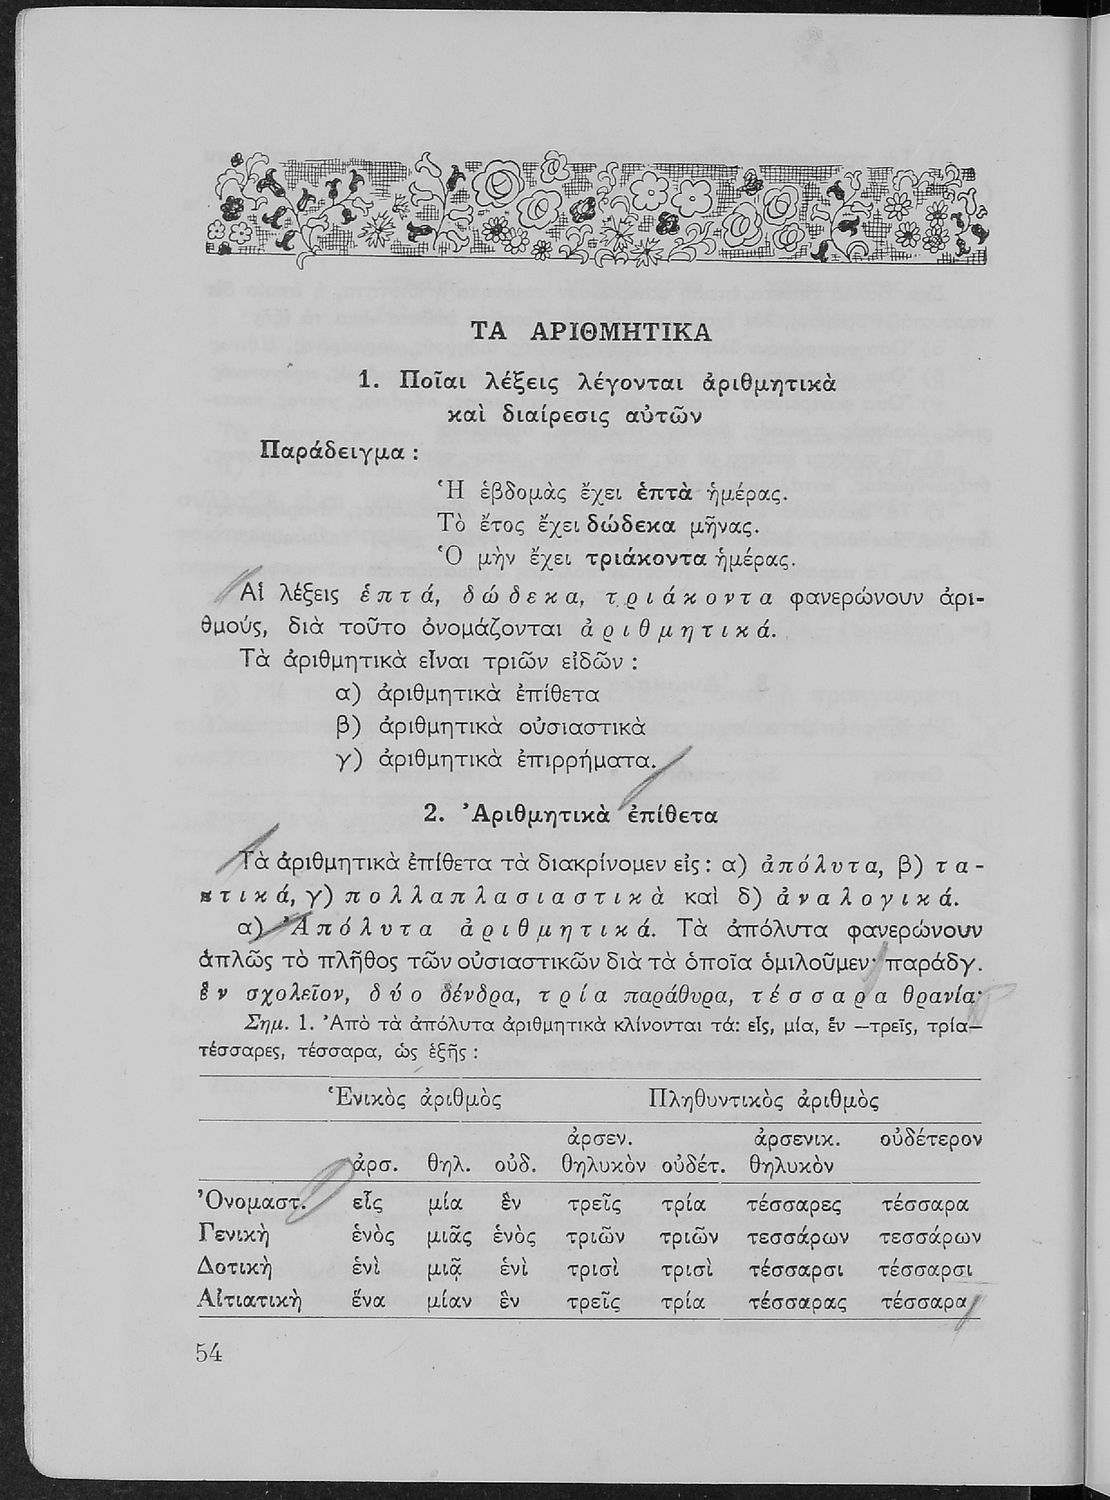 ΤΑ ΑΡΙΘΜΗΤΙΚΑ
1. Ποῖαι λέξεις λέγονται ἀριθμητικὰ
καὶ διαίρεσις αὐτῶν
Παράδειγμα :
Ἡ ἑβδομὰς ἔχει ἑπτὰ ἡμέρας.
Τὸ ἔτος ἔχει δώδεκα μῆνας.
Ὁ μὴν ἔχει τριάκοντα ἡμέρας.
Αἱ λέξεις ἑπτά, δώδεκα, τριάκοντα φανερώνουν ἀρι-
θμούς, διὰ τοῦτο ὀνομάζονται ἀριθμητικά.
Τὰ ἀριθμητικὰ εἶναι τριῶν εἰδῶν :
α) ἀριθμητικὰ ἐπίθετα
β) ἀριθμητικὰ οὐσιαστικὰ
γ) ἀριθμητικὰ ἐπιρρήματα.
2. Ἀριθμητικὰ ἐπίθετα
Τὰ ἀριθμητικὰ ἐπίθετα τὰ διακρίνομεν εἰς : α) ἀπόλυτα, β) τα-
κτικά, γ) πολλαπλασιαστικὰ καὶ δ) ἀναλογικά.
α) Ἀπόλυτα ἀριθμητικά. Τὰ ἀπόλυτα φανερώνουν
ἁπλῶς τὸ πλῆθος τῶν οὐσιαστικῶν διὰ τὰ ὁποῖα ὁμιλοῦμεν· παράδγ.
ἓν σχολεῖον, δύο δένδρα, τρία παράθυρα, τέσσαρα θρανία·
Σημ. 1. Ἀπὸ τὰ ἀπόλυτα ἀριθμητικὰ κλίνονται τά: εἷς, μία, ἕν —τρεῖς, τρία—
τέσσαρες, τέσσαρα, ὡς ἑξῆς :
Ἑνικὸς ἀριθμὸς Πληθυντικὸς ἀριθμὸς
ἀρσεν. ἀρσενικ. οὐδέτερον
ἀρσ. θηλ. οὐδ. θηλυκὸν οὐδέτ. θηλυκὸν
Ὀνομαστ. εἷς μία ἓν τρεῖς τρία τέσσαρες τέσσαρα
Γενικὴ ἑνὸς μιᾶς ἑνὸς τριῶν τριῶν τεσσάρων τεσσάρων
Δοτικὴ ἑνὶ μιᾷ ἑνὶ τρισὶ τρισὶ τέσσαρσι τέσσαρσι
Αἰτιατικὴ ἕνα μίαν ἓν τρεῖς τρία τέσσαρας τέσσαρα
54